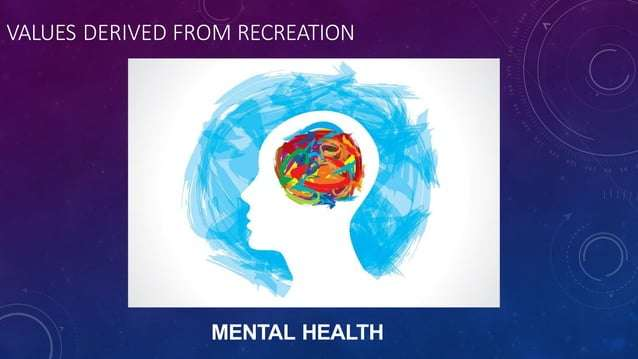 VALUES DERIVED FROM RECREATION
MENTAL HEALTH